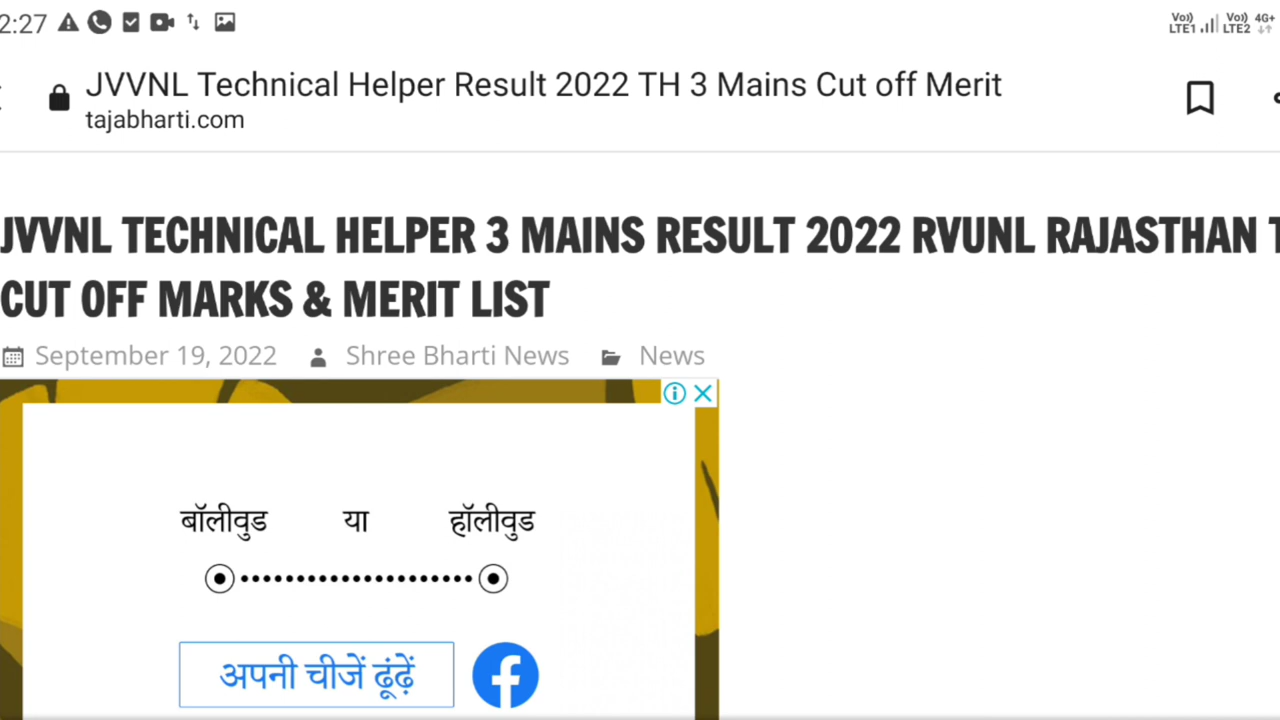 2:27
Vo)) LTE1 Vo)) LTE2 4G+
JVVNL Technical Helper Result 2022 TH 3 Mains Cut off Merit
tajabharti.com
JVVNL TECHNICAL HELPER 3 MAINS RESULT 2022 RVUNL RAJASTHAN T
CUT OFF MARKS & MERIT LIST
September 19, 2022 Shree Bharti News News
बॉलीवुड या हॉलीवुड
अपनी चीजें ढूंढ़ें